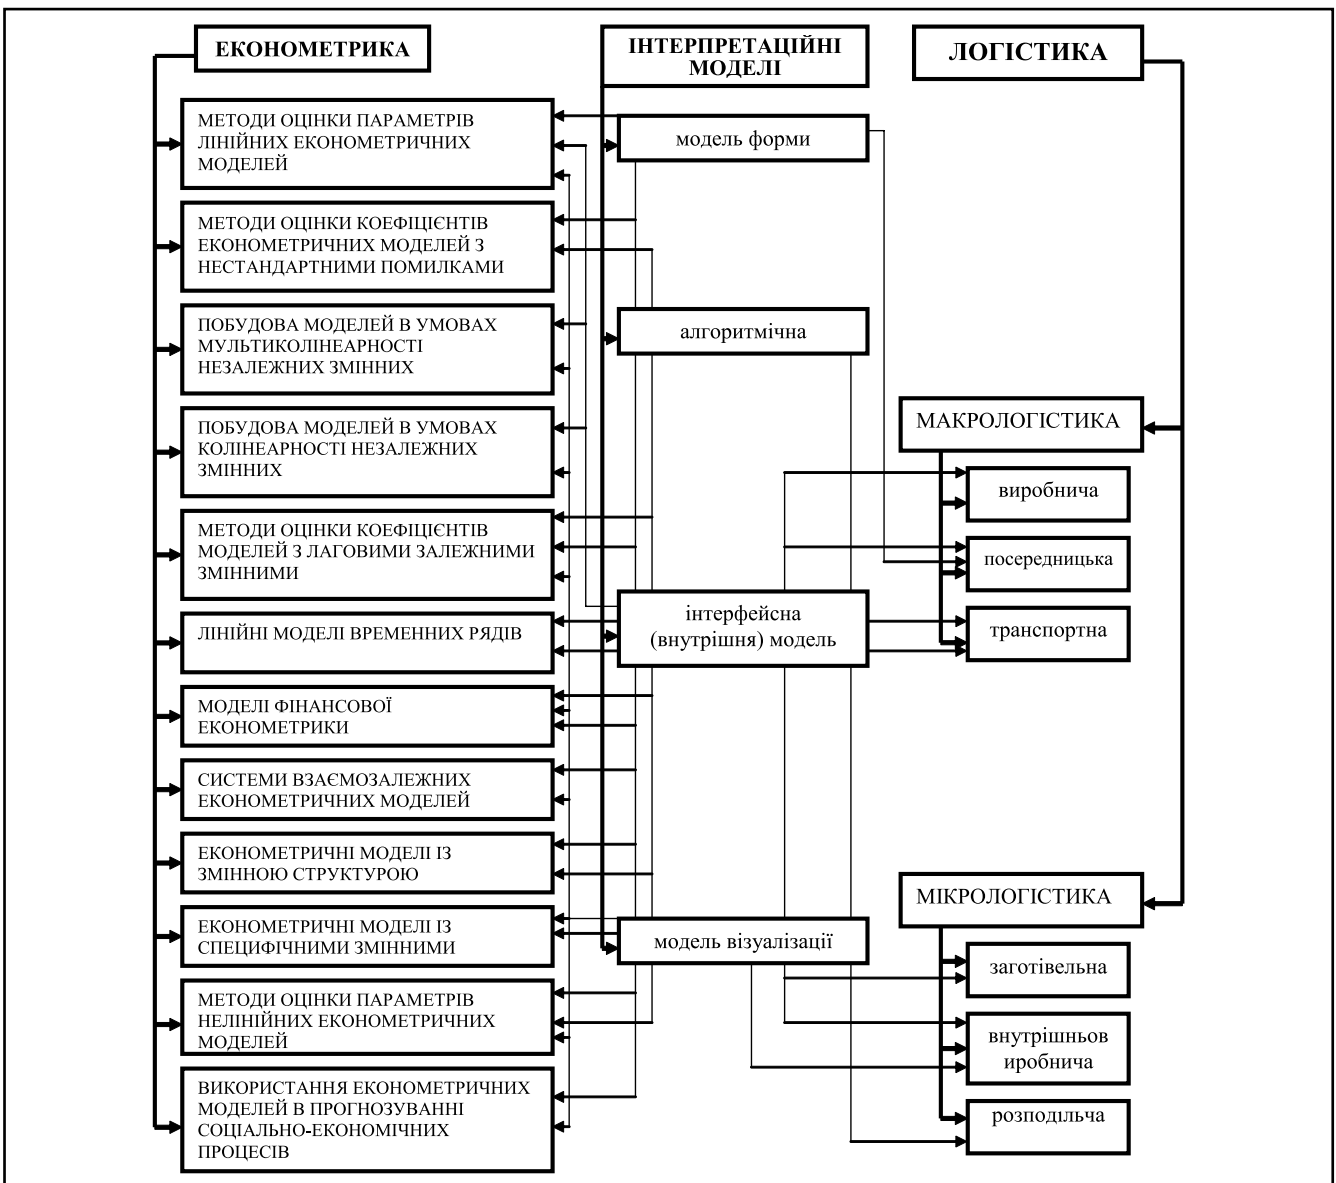 ЕКОНОМЕТРИКА
МЕТОДИ ОЦІНКИ ПАРАМЕТРІВ
ЛІНІЙНИХ ЕКОНОМЕТРИЧНИХ
МОДЕЛЕЙ
МЕТОДИ ОЦІНКИ КОЕФІЦІЄНТІВ
ЕКОНОМЕТРИЧНИХ МОДЕЛЕЙ З
НЕСТАНДАРТНИМИ ПОМИЛКАМИ
ПОБУДОВА МОДЕЛЕЙ В УМОВАХ
МУЛЬТИКОЛІНЕАРНОСТІ
НЕЗАЛЕЖНИХ ЗМІННИХ
ПОБУДОВА МОДЕЛЕЙ В УМОВАХ
КОЛІНЕАРНОСТІ НЕЗАЛЕЖНИХ
ЗМІННИХ
МЕТОДИ ОЦІНКИ КОЕФІЦІЄНТІВ
МОДЕЛЕЙ З ЛАГОВИМИ ЗАЛЕЖНИМИ
ЗМІННИМИ
ЛІНІЙНІ МОДЕЛІ ВРЕМЕННИХ РЯДІВ
МОДЕЛІ ФІНАНСОВОЇ
ЕКОНОМЕТРИКИ
СИСТЕМИ ВЗАЄМОЗАЛЕЖНИХ
ЕКОНОМЕТРИЧНИХ МОДЕЛЕЙ
ЕКОНОМЕТРИЧНІ МОДЕЛІ ІЗ
ЗМІННОЮ СТРУКТУРОЮ
ЕКОНОМЕТРИЧНІ МОДЕЛІ ІЗ
СПЕЦИФІЧНИМИ ЗМІННИМИ
МЕТОДИ ОЦІНКИ ПАРАМЕТРІВ
НЕЛІНІЙНИХ ЕКОНОМЕТРИЧНИХ
МОДЕЛЕЙ
ВИКОРИСТАННЯ ЕКОНОМЕТРИЧНИХ
МОДЕЛЕЙ В ПРОГНОЗУВАННІ
СОЦІАЛЬНО-ЕКОНОМІЧНИХ
ПРОЦЕСІВ
ІНТЕРПРЕТАЦІЙНІ
МОДЕЛІ
модель форми
алгоритмічна
інтерфейсна
(внутрішня) модель
модель візуалізації
ЛОГІСТИКА
МАКРОЛОГІСТИКА
виробнича
посередницька
транспортна
МІКРОЛОГІСТИКА
заготівельна
внутрішньов
иробнича
розподільча